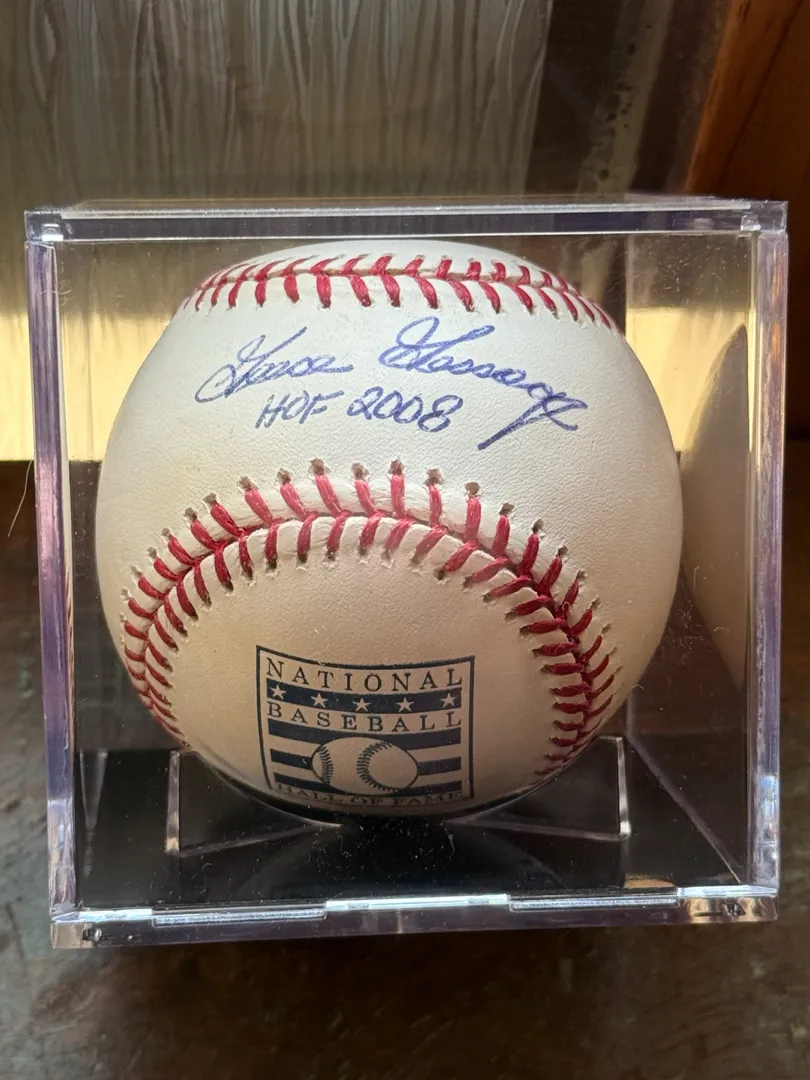 Goose Gossage
HOF 2008
NATIONAL
BASEBALL
HALL OF FAME